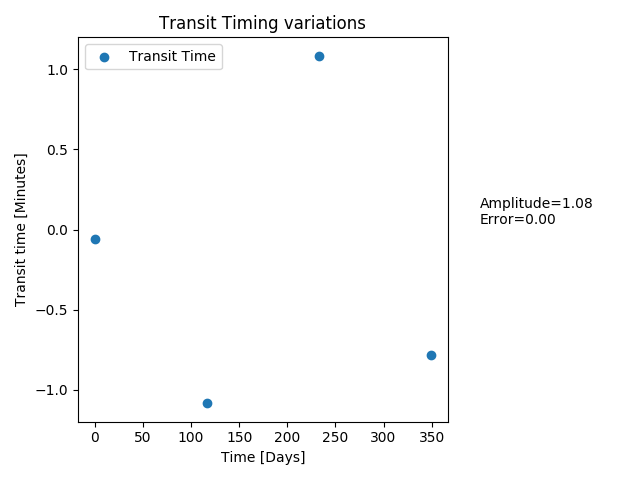 Transit Timing variations
Transit Time
1.0
0.5
0.0
−0.5
−1.0
Transit time [Minutes]
0 50 100 150 200 250 300 350
Time [Days]
Amplitude=1.08
Error=0.00